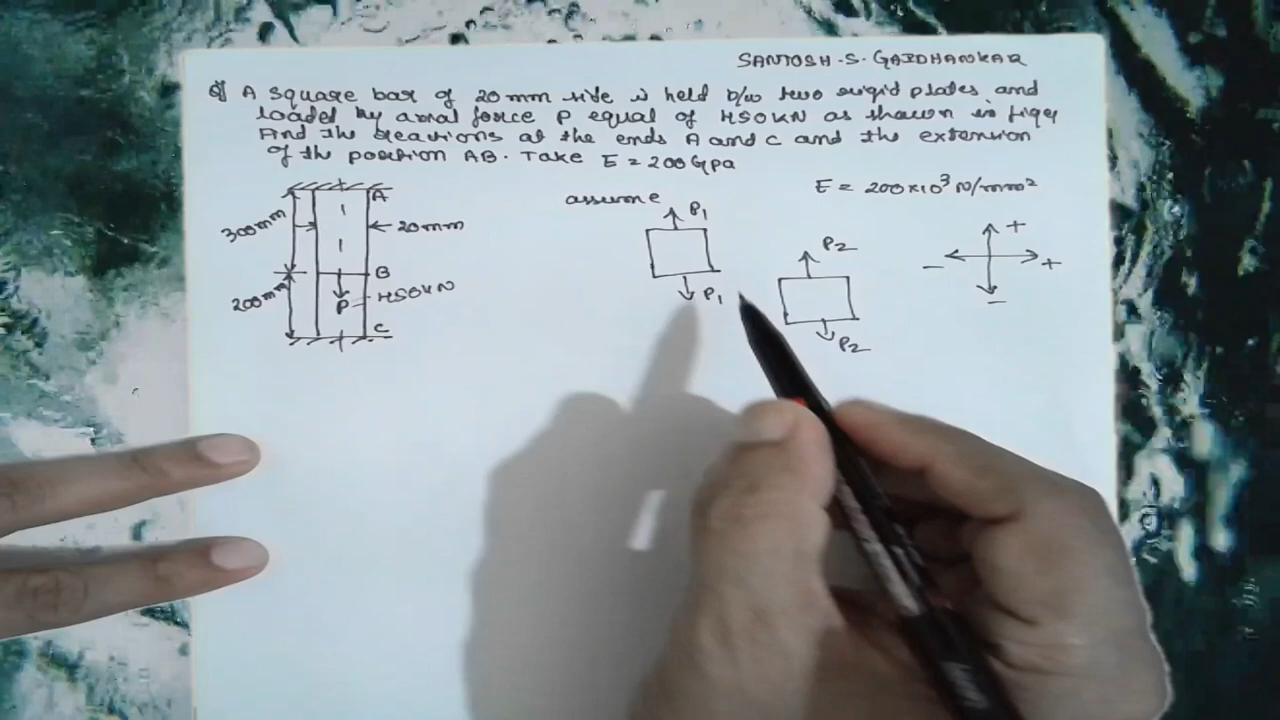 SANTOSH.S. GAIDHANKAR
Q] A square bar of 20mm side is held b/w two rigid plates and
loaded by axial force P equal of 450kN as shown in fig
find the reactions at the ends A and C and the extension
of the portion AB. Take E = 200Gpa
E = 200×10³ N/mm²
assume
300mm
A
20mm
B
200mm
P = 450kN
C
P₁
P₁
P₂
P₂
+
-
+
-